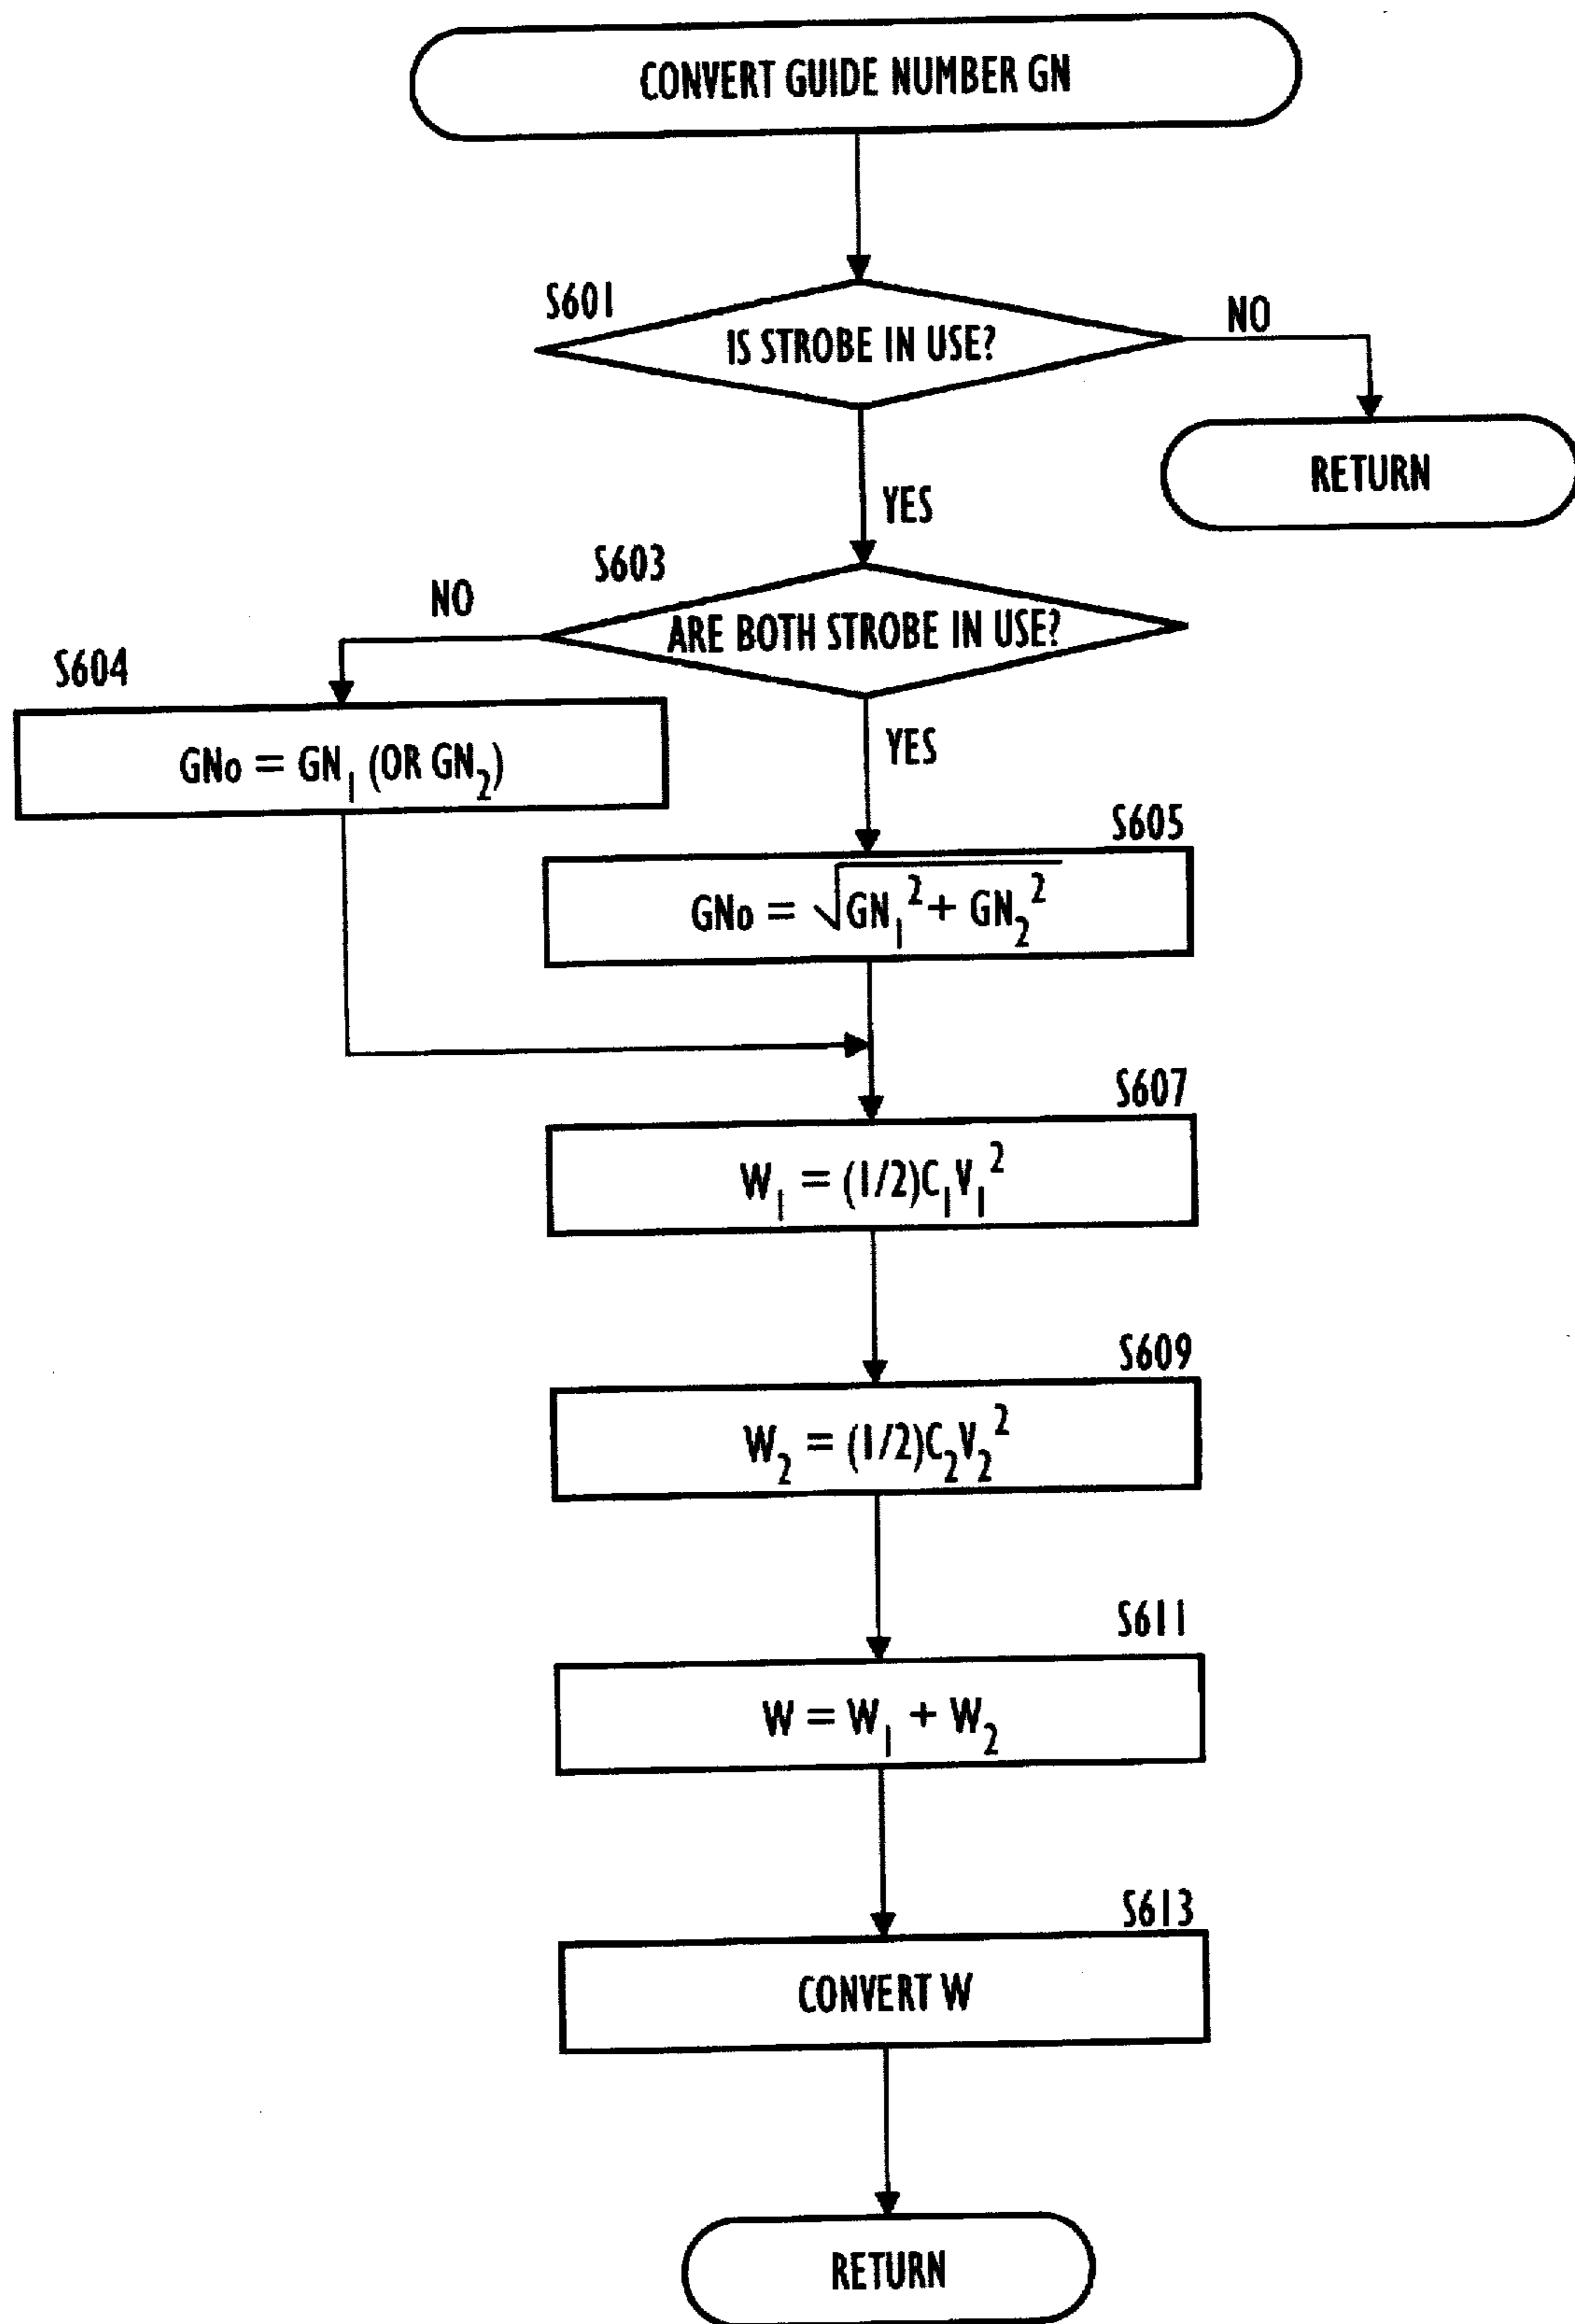 CONVERT GUIDE NUMBER GN
S601
IS STROBE IN USE?
NO
RETURN
YES
S603
NO
ARE BOTH STROBE IN USE?
S604
GNo = GN₁ (OR GN₂)
YES
S605
GNo = √GN₁² + GN₂²
S607
W₁ = (1/2)C₁V₁²
S609
W₂ = (1/2)C₂V₂²
S611
W = W₁ + W₂
S613
CONVERT W
RETURN